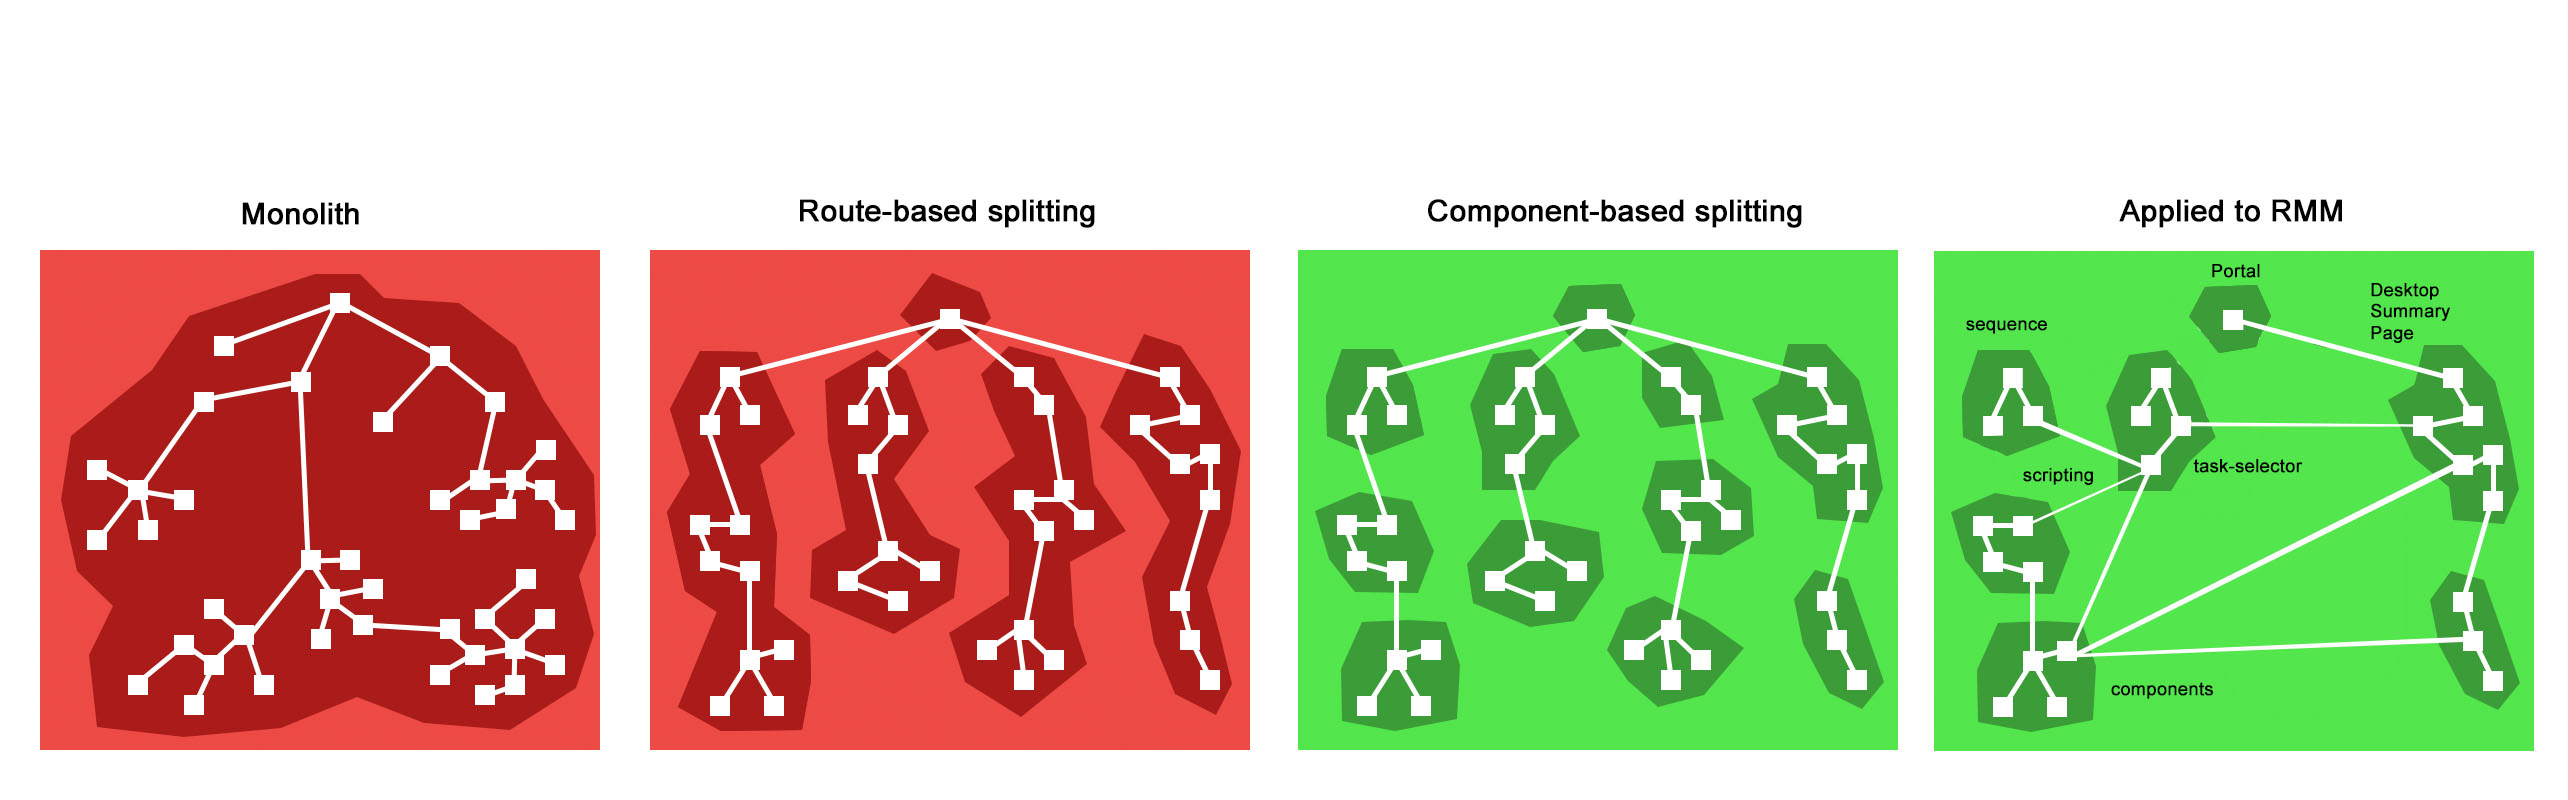 Monolith
Route-based splitting
Component-based splitting
Applied to RMM
Portal
Desktop
Summary
Page
sequence
task-selector
scripting
components